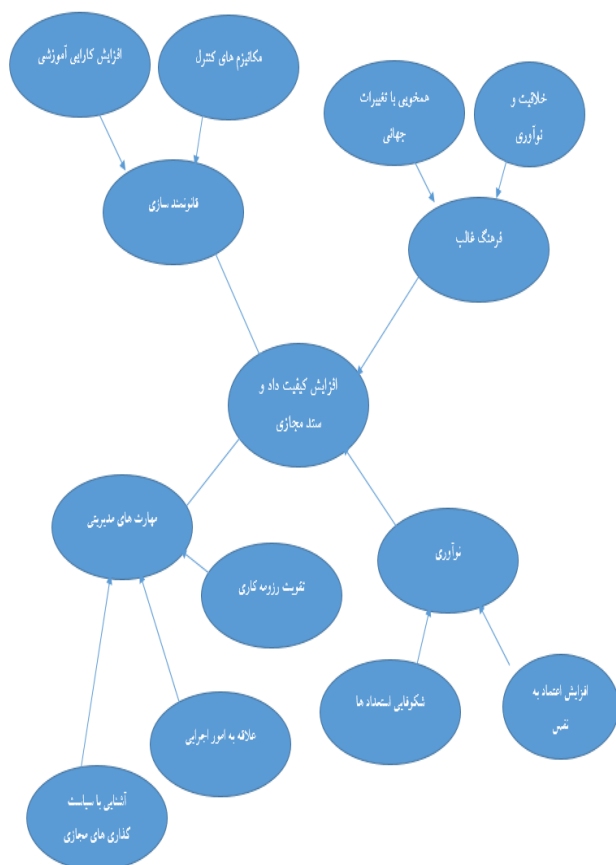 افزایش کارایی آموزشی
مکانیزم های کنترل
همخویی با تغییرات
جهانی
خلاقیت و
نوآوری
قانونمند سازی
فرهنگ غالب
افزایش کیفیت داد و
ستد مجازی
مهارت های مدیریتی
نوآوری
تقویت رزومه کاری
شکوفایی استعداد ها
افزایش اعتماد به
نفس
علاقه به امور اجرایی
آشنایی با سیاست
گذاری های مجازی